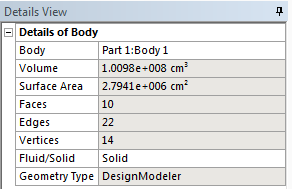 Details View
Details of Body
Body Part 1:Body 1
Volume 1.0098e+008 cm³
Surface Area 2.7941e+006 cm²
Faces 10
Edges 22
Vertices 14
Fluid/Solid Solid
Geometry Type DesignModeler